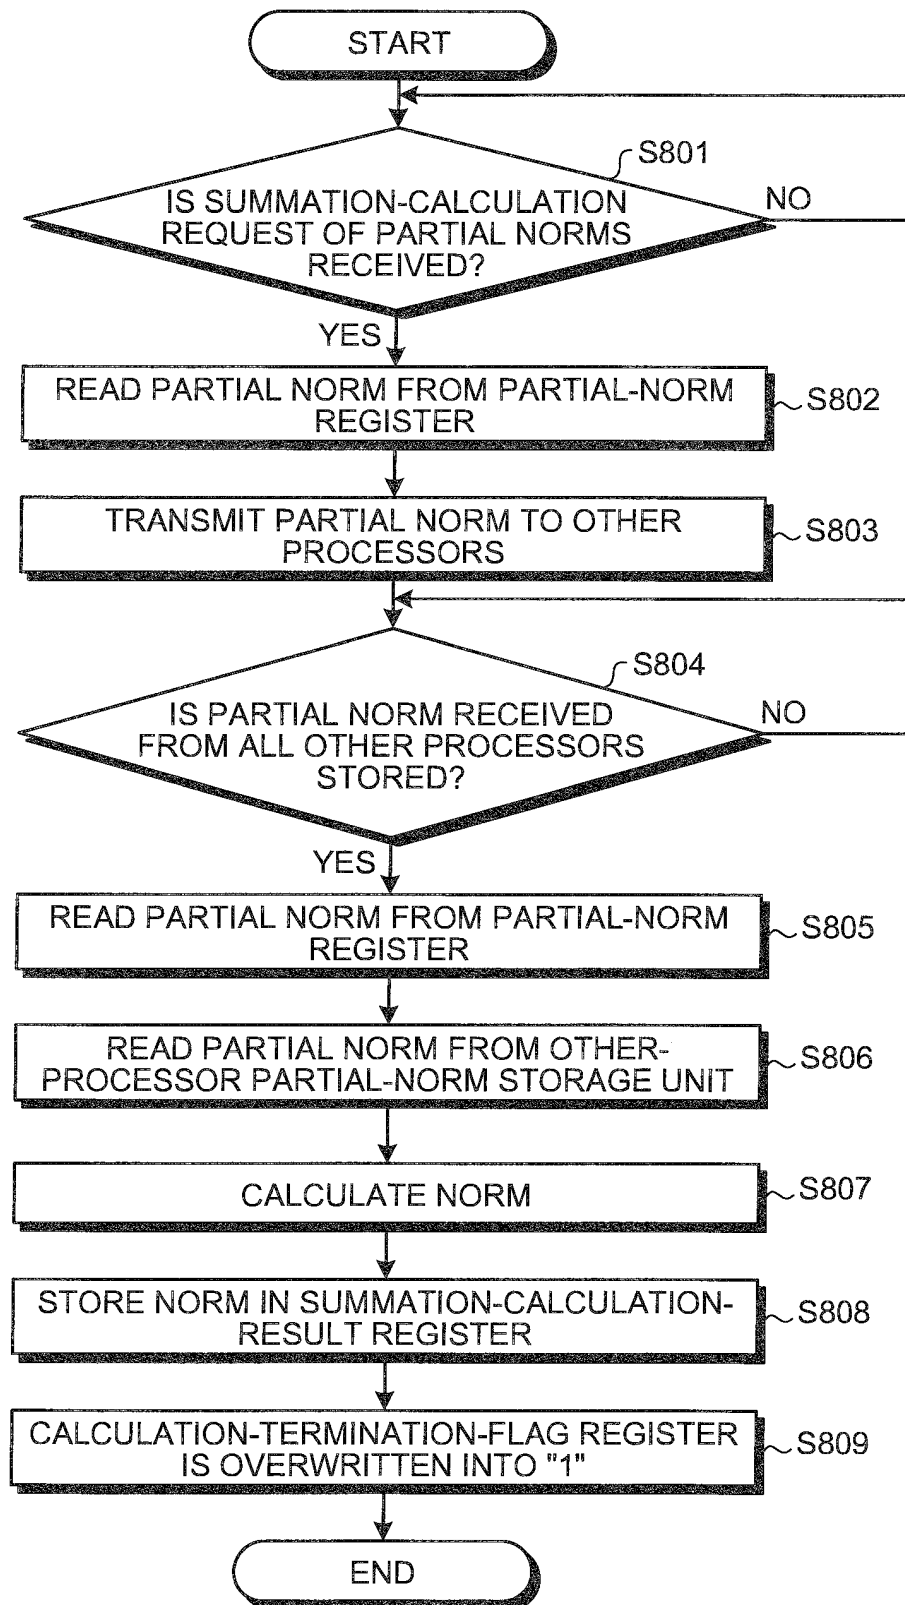 START
S801
IS SUMMATION-CALCULATION
REQUEST OF PARTIAL NORMS
RECEIVED?
NO
YES
READ PARTIAL NORM FROM PARTIAL-NORM
REGISTER
S802
TRANSMIT PARTIAL NORM TO OTHER
PROCESSORS
S803
S804
IS PARTIAL NORM RECEIVED
FROM ALL OTHER PROCESSORS
STORED?
NO
YES
READ PARTIAL NORM FROM PARTIAL-NORM
REGISTER
S805
READ PARTIAL NORM FROM OTHER-
PROCESSOR PARTIAL-NORM STORAGE UNIT
S806
CALCULATE NORM
S807
STORE NORM IN SUMMATION-CALCULATION-
RESULT REGISTER
S808
CALCULATION-TERMINATION-FLAG REGISTER
IS OVERWRITTEN INTO "1"
S809
END